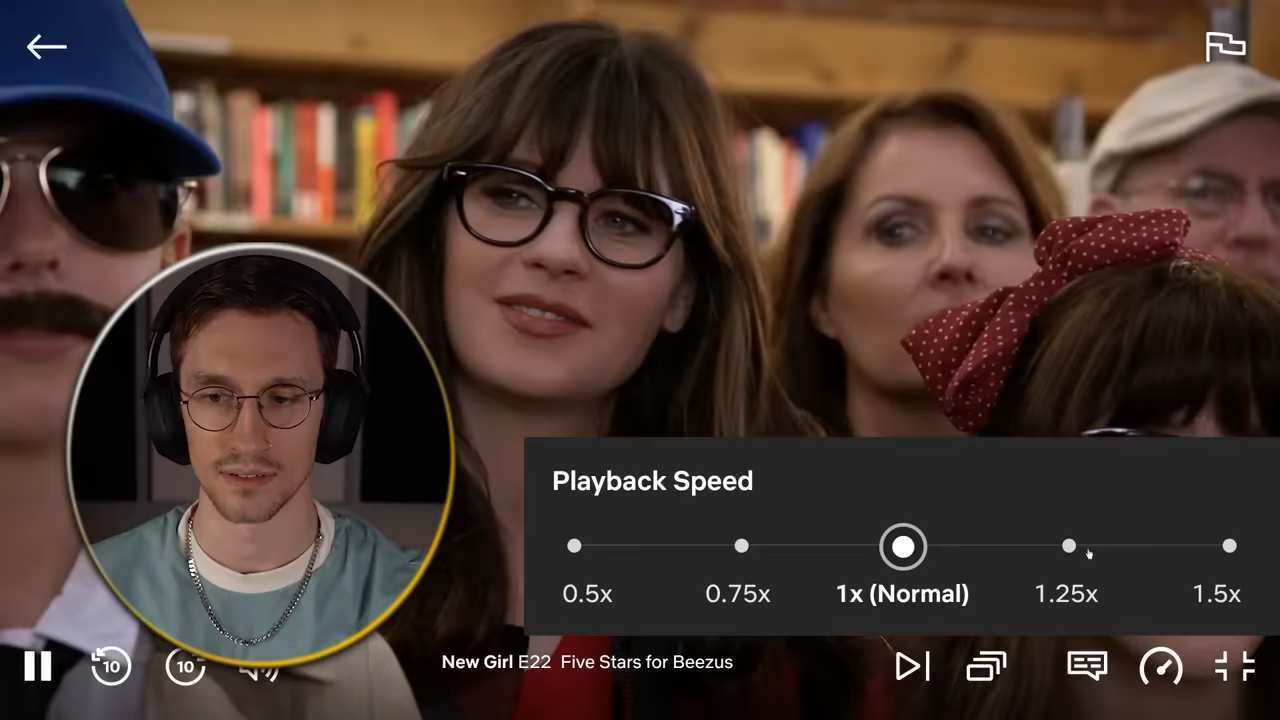 Playback Speed
0.5x 0.75x 1x (Normal) 1.25x 1.5x
10 10 New Girl E22 Five Stars for Beezus